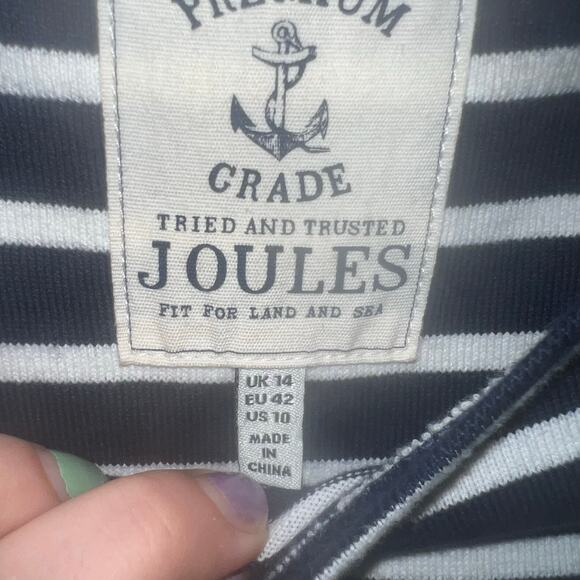 PREMIUM
GRADE
TRIED AND TRUSTED
JOULES
FIT FOR LAND AND SEA
UK 14
EU 42
US 10
MADE
IN
CHINA